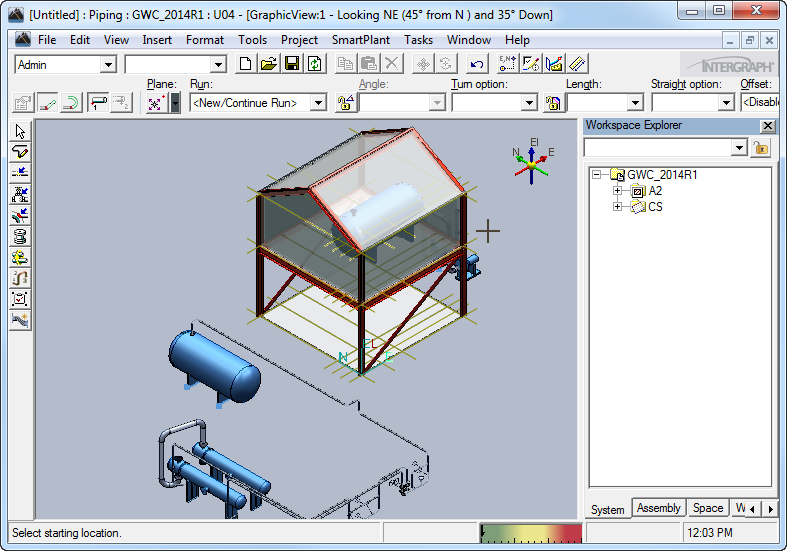 [Untitled] : Piping : GWC_2014R1 : U04 - [GraphicView:1 - Looking NE (45° from N ) and 35° Down]
File Edit View Insert Format Tools Project SmartPlant Tasks Window Help
Admin
INTERGRAPH
Plane: Run: Angle: Turn option: Length: Straight option: Offset:
<New/Continue Run> (Disable
Workspace Explorer
El
N E
GWC_2014R1
A2
CS
EL
N E
System Assembly Space W
Select starting location. 12:03 PM